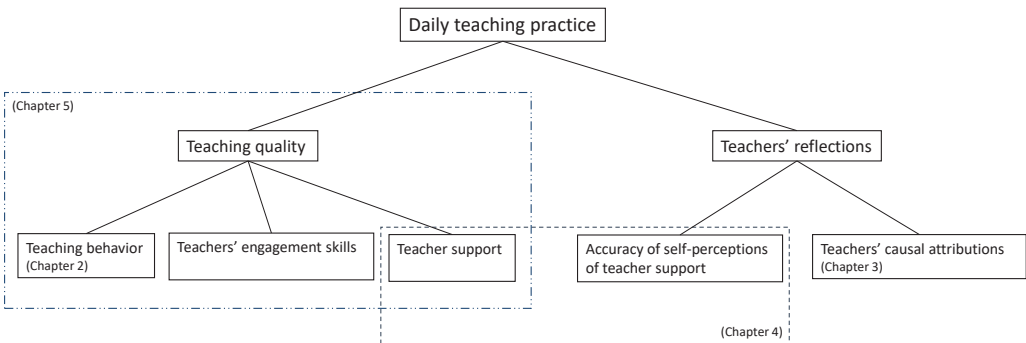 Daily teaching practice
(Chapter 5)
Teaching quality
Teachers’ reflections
Teaching behavior
(Chapter 2)
Teachers’ engagement skills
Teacher support
Accuracy of self-perceptions
of teacher support
Teachers’ causal attributions
(Chapter 3)
(Chapter 4)